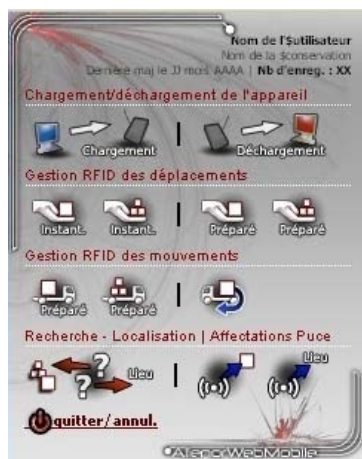 Nom de l'$utilisateur
Nom de la $conservation
Dernière maj le JJ mois AAAA | Nb d'enreg. : XX
Chargement/déchargement de l'appareil
Chargement | Déchargement
Gestion RFID des déplacements
Instant. Instant. | Préparé Préparé
Gestion RFID des mouvements
Préparé Préparé |
Recherche - Localisation | Affectations Puce
? ? Lieu | ((•)) ((•)) Lieu
quitter/annul.
ATeporWebMobile